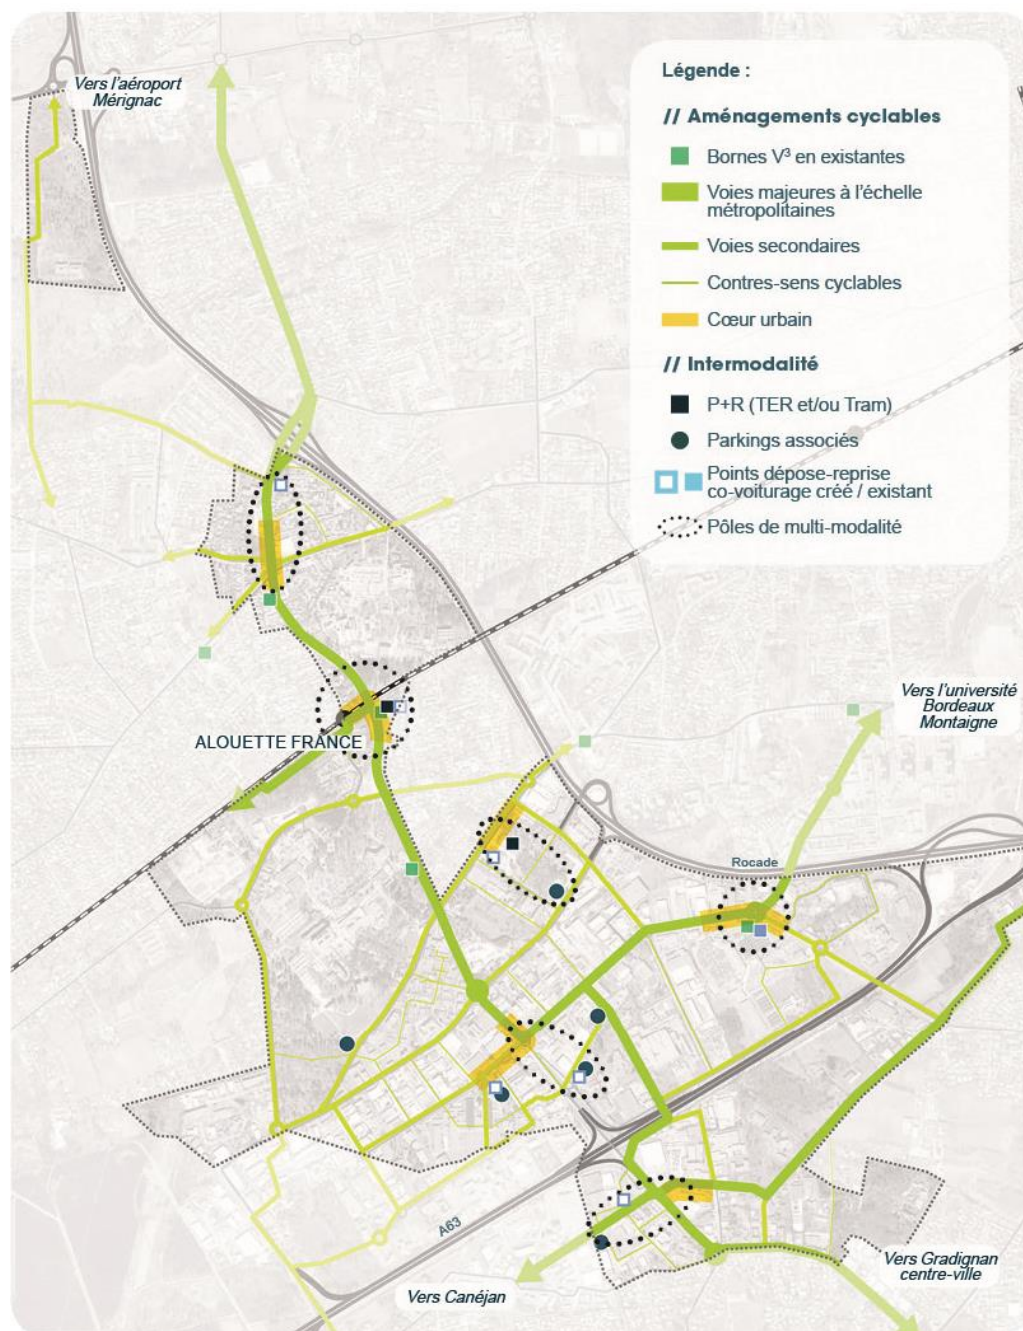 Vers l'aéroport
Mérignac
Légende :
// Aménagements cyclables
Bornes V³ en existantes
Voies majeures à l'échelle
métropolitaines
Voies secondaires
Contres-sens cyclables
Cœur urbain
// Intermodalité
P+R (TER et/ou Tram)
Parkings associés
Points dépose-reprise
co-voiturage créé / existant
Pôles de multi-modalité
Vers l'université
Bordeaux
Montaigne
ALOUETTE FRANCE
Rocade
A63
Vers Gradignan
centre-ville
Vers Canéjan